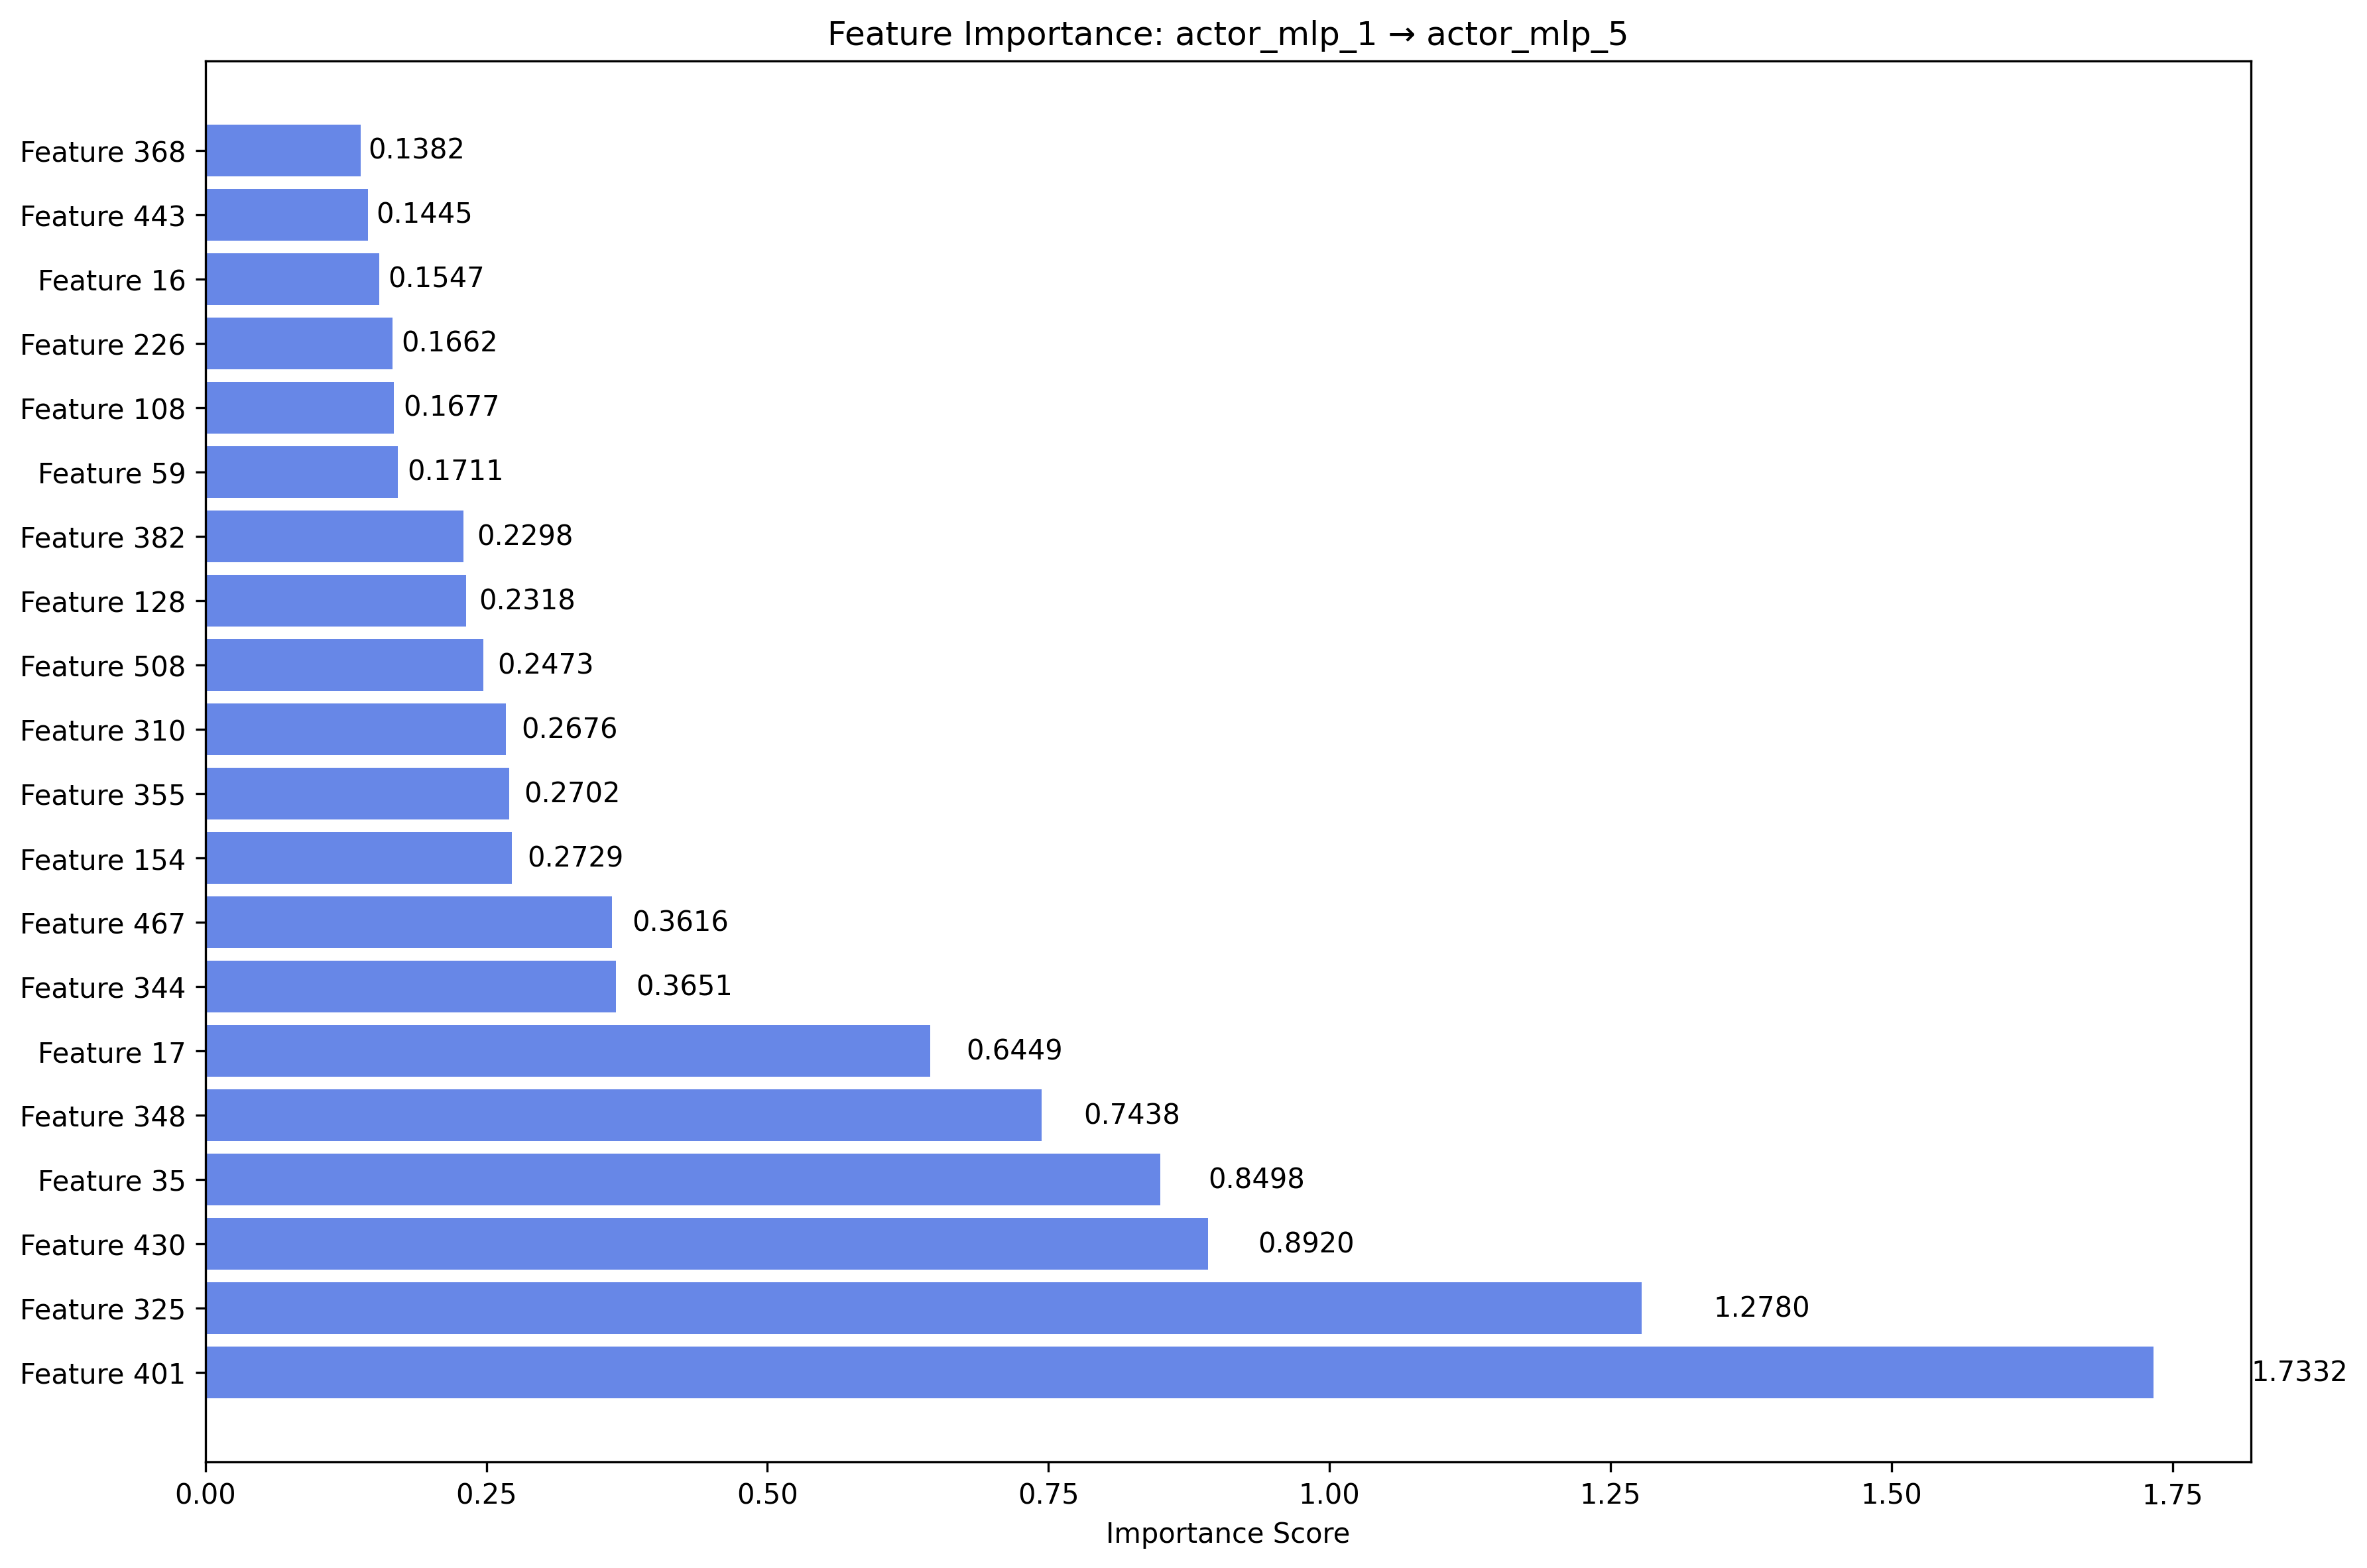 Feature Importance: actor_mlp_1 → actor_mlp_5
Feature 368 0.1382
Feature 443 0.1445
Feature 16 0.1547
Feature 226 0.1662
Feature 108 0.1677
Feature 59 0.1711
Feature 382 0.2298
Feature 128 0.2318
Feature 508 0.2473
Feature 310 0.2676
Feature 355 0.2702
Feature 154 0.2729
Feature 467 0.3616
Feature 344 0.3651
Feature 17 0.6449
Feature 348 0.7438
Feature 35 0.8498
Feature 430 0.8920
Feature 325 1.2780
Feature 401 1.7332
0.00 0.25 0.50 0.75 1.00 1.25 1.50 1.75
Importance Score